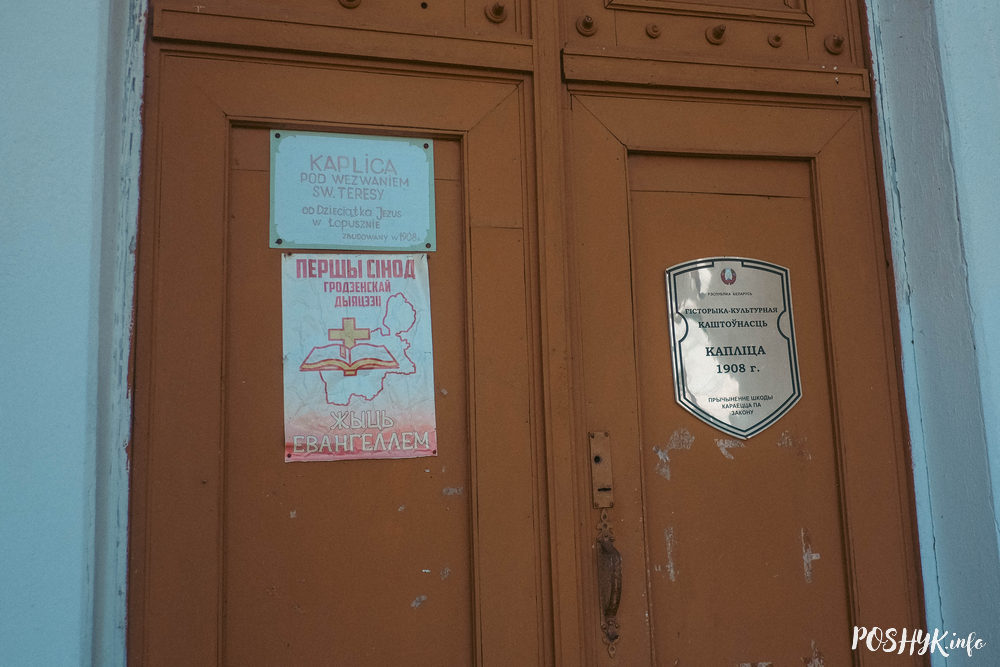 KAPLICA
POD WEZWANIEM
ŚW. TERESY
OD DZIECIĄTKA JEZUS
W ŁOPUSZNIE
ZBUDOWANY W 1908 R
ПЕРШЫ СІНОД
ГРОДЗЕНСКАЙ
ДЫЯЦЭЗІІ
ЖЫЦЬ
ЕВАНГЕЛЛЕМ
РЭСПУБЛІКА БЕЛАРУСЬ
ГІСТОРЫКА-КУЛЬТУРНАЯ
КАШТОЎНАСЦЬ
КАПЛІЦА
1908 г.
ПРЫЧЫНЕННЕ ШКОДЫ
КАРАЕЦЦА ПА
ЗАКОНУ
POSHYK.info